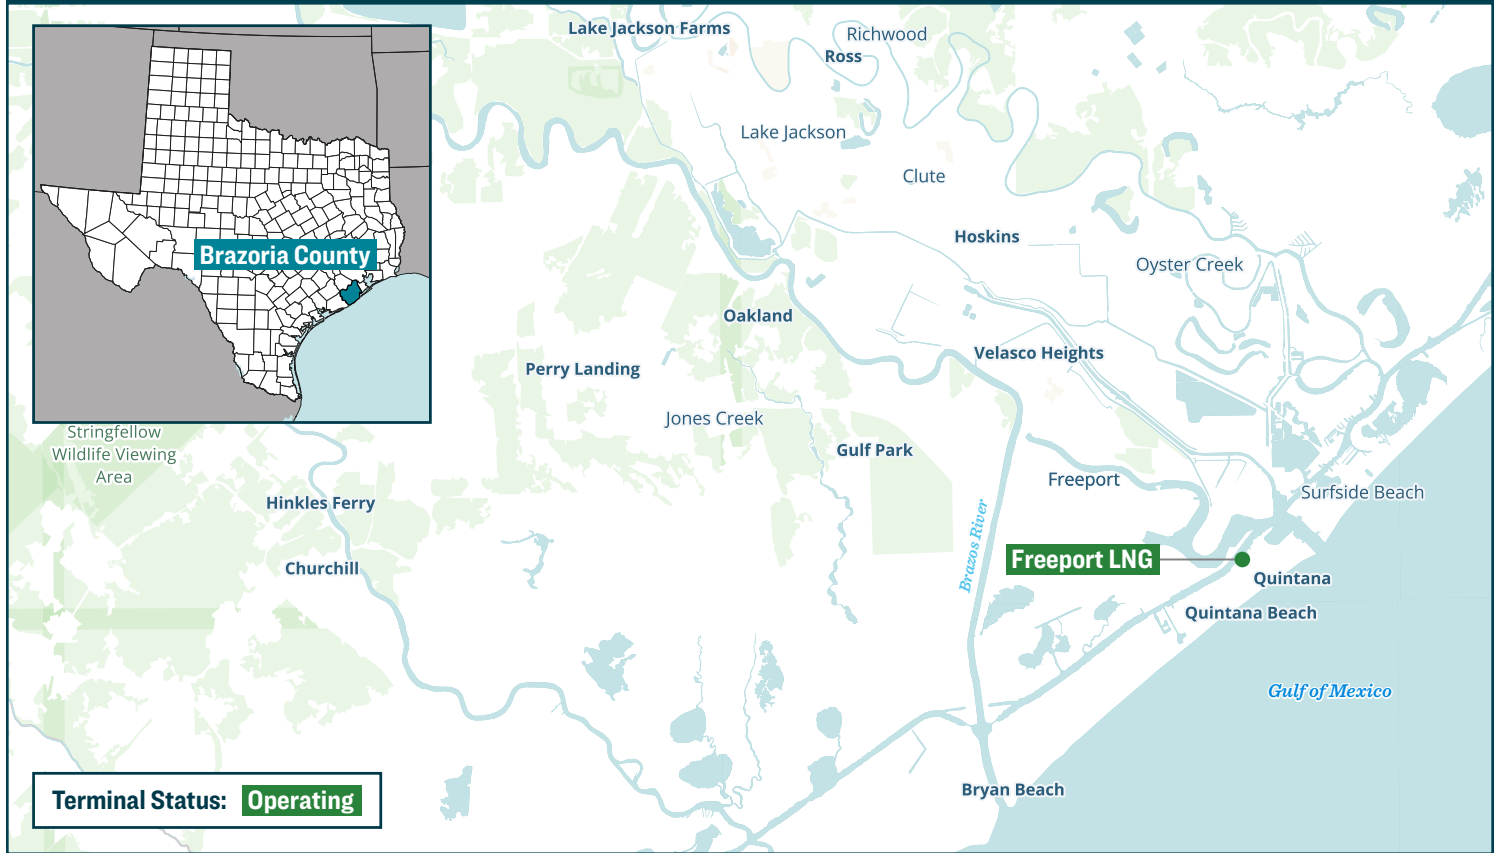 Lake Jackson Farms
Richwood
Ross
Lake Jackson
Clute
Hoskins
Brazoria County
Oyster Creek
Oakland
Velasco Heights
Perry Landing
Jones Creek
Stringfellow
Wildlife Viewing
Area
Gulf Park
Freeport
Surfside Beach
Hinkles Ferry
Brazos River
Freeport LNG
Churchill
Quintana
Quintana Beach
Gulf of Mexico
Bryan Beach
Terminal Status: Operating